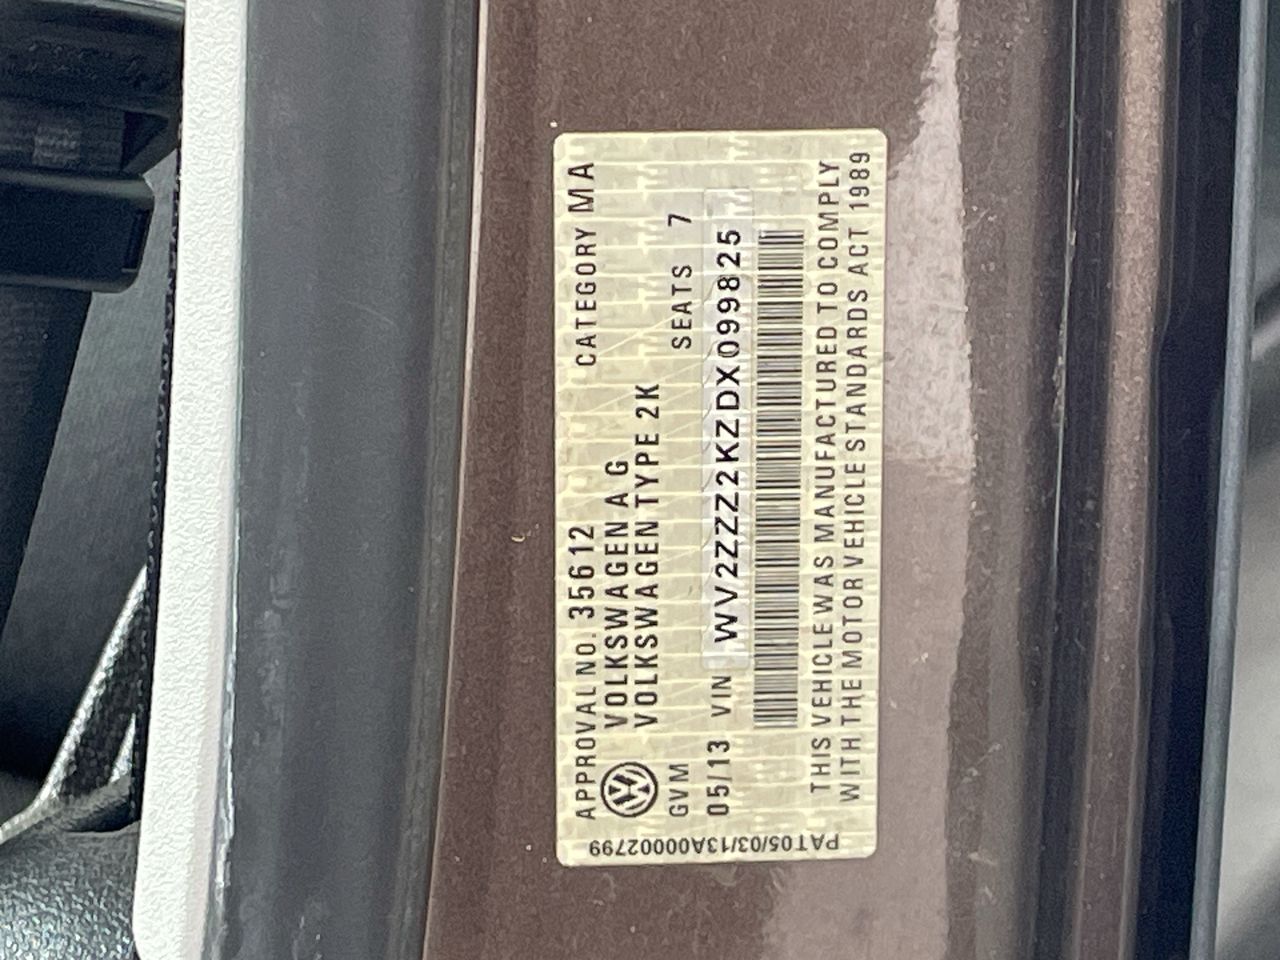 APPROVAL NO. 35612 CATEGORY MA
VOLKSWAGEN AG
VOLKSWAGEN TYPE 2K
GVM SEATS 7
05/13 VIN WV2ZZZ2KZDX099825
THIS VEHICLE WAS MANUFACTURED TO COMPLY
WITH THE MOTOR VEHICLE STANDARDS ACT 1989
PAT05/03/13A00002799